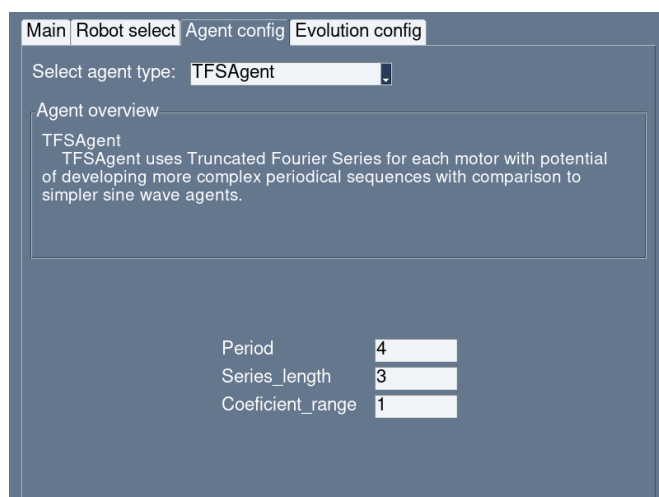 Main Robot select Agent config Evolution config
Select agent type: TFSAgent
Agent overview
TFSAgent
TFSAgent uses Truncated Fourier Series for each motor with potential
of developing more complex periodical sequences with comparison to
simpler sine wave agents.
Period 4
Series_length 3
Coeficient_range 1